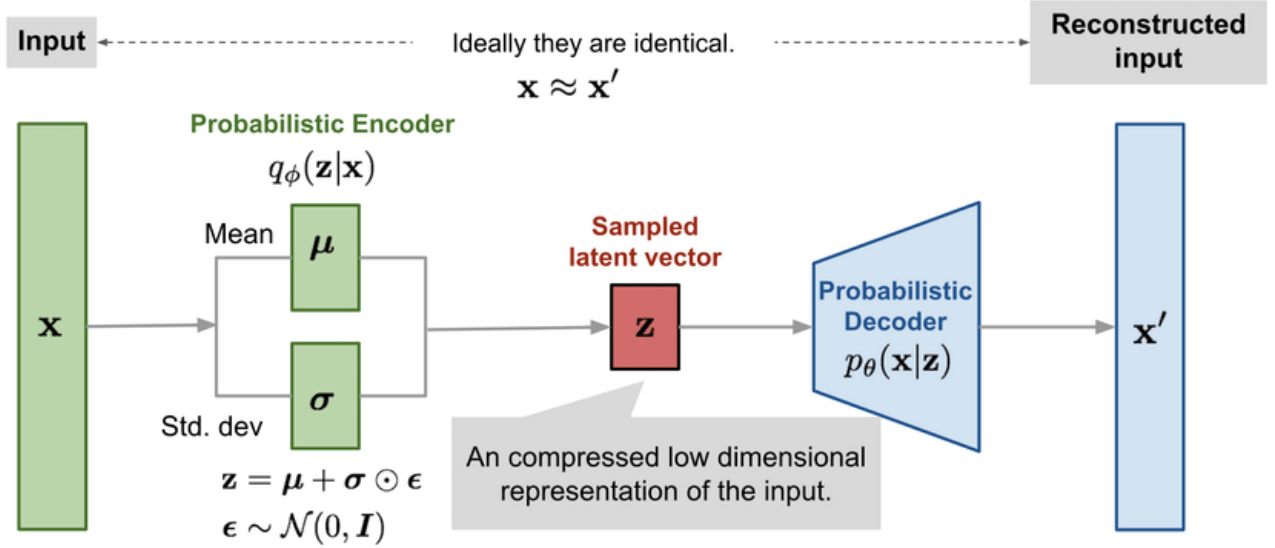 Input
Ideally they are identical.
x ≈ x′
Reconstructed
input
Probabilistic Encoder
qϕ(z|x)
Mean
μ
x
σ
Std. dev
z = μ + σ ⊙ ϵ
ϵ ∼ 𝒩(0, I)
Sampled
latent vector
z
An compressed low dimensional
representation of the input.
Probabilistic
Decoder
pθ(x|z)
x′